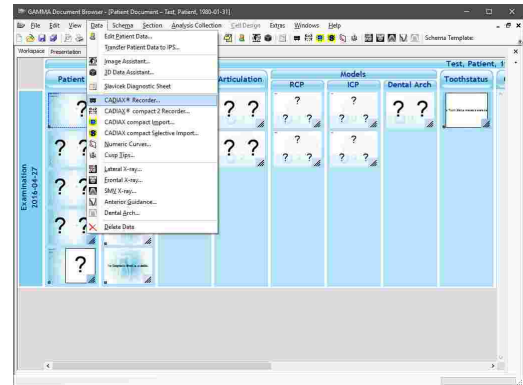 GAMMA Document Browser - [Patient Document -- Test, Patient, 1980-01-31]
File Edit View Data Schema Section Analysis Collection Cell Design Extras Windows Help
Schema Template:
Workspace Presentation
Edit Patient Data...
Transfer Patient Data to IPS...
Image Assistant...
3D Data Assistant...
Slavicek Diagnostic Sheet
CADIAX® Recorder...
CADIAX® compact 2 Recorder...
CADIAX compact Import...
CADIAX compact Selective Import...
Numeric Curves...
Cusp Tips...
Lateral X-ray...
Frontal X-ray...
SMV X-ray...
Anterior Guidance...
Dental Arch...
Delete Data
Test, Patient, 1
Patient
Articulation
Models
RCP
ICP
Dental Arch
Toothstatus
Examination
2016-04-27
? ? ? ? ? ? ? ?
? ? ? ?
? ? ? ? ? ?
? ? ? ?
? ?
? ?
?